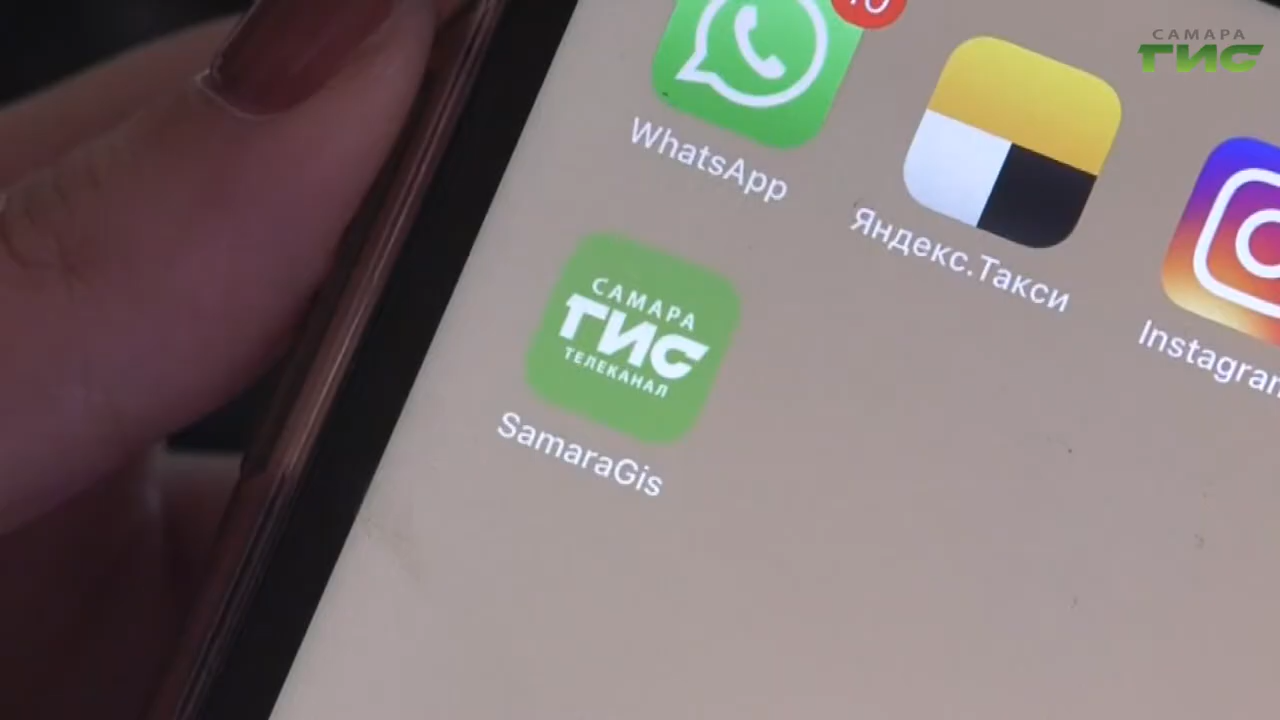 САМАРА
ГИС
WhatsApp
Яндекс.Такси
Instagram
САМАРА
ГИС
ТЕЛЕКАНАЛ
SamaraGis